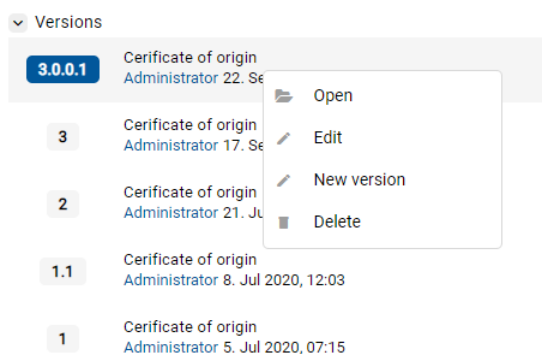 Versions
3.0.0.1
Cerificate of origin
Administrator 22. Se
Open
Edit
New version
Delete
3
Cerificate of origin
Administrator 17. Se
2
Cerificate of origin
Administrator 21. Ju
1.1
Cerificate of origin
Administrator 8. Jul 2020, 12:03
1
Cerificate of origin
Administrator 5. Jul 2020, 07:15